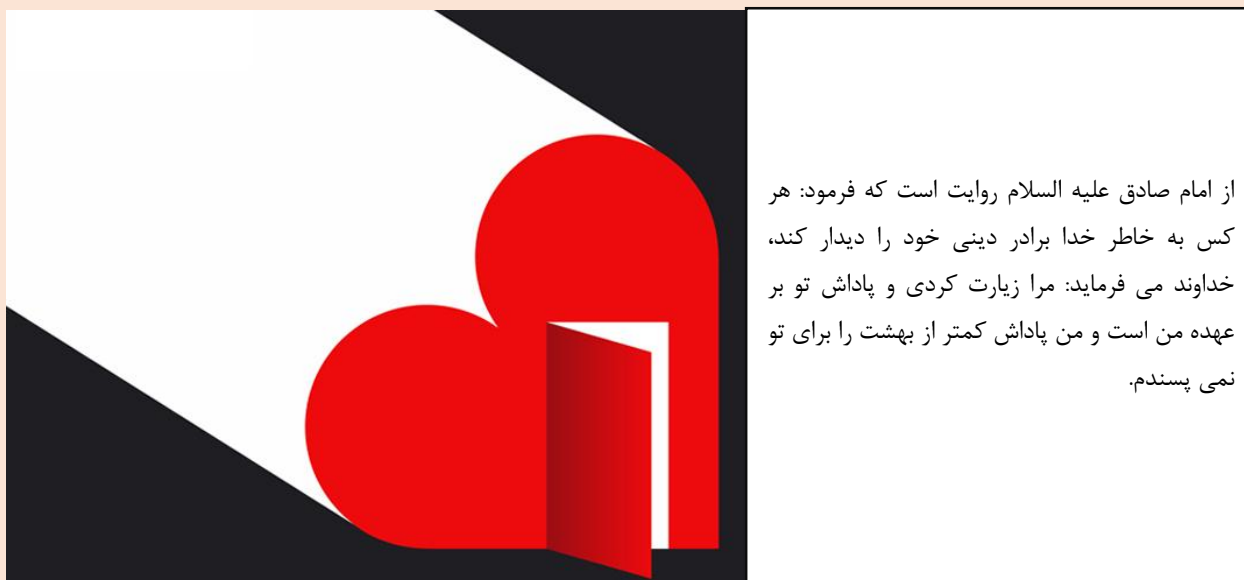 از امام صادق علیه السلام روایت است که فرمود: هر
کس به خاطر خدا برادر دینی خود را دیدار کند،
خداوند می فرماید: مرا زیارت کردی و پاداش تو بر
عهده من است و من پاداش کمتر از بهشت را برای تو
نمی پسندم.